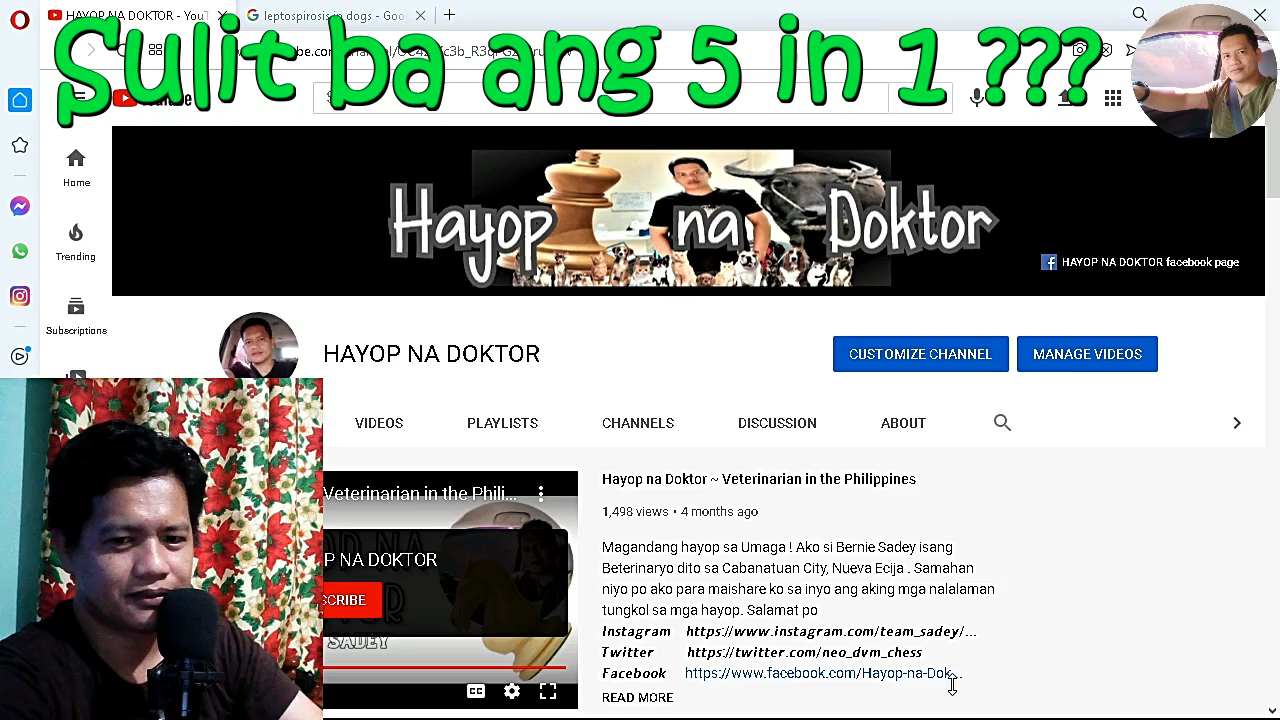 HAYOP NA DOKTOR - YouT
leptospirosis in dogs - Goo
Sulit ba ang 5 in 1 ???
Home
Trending
Subscriptions
Hayop na Doktor
HAYOP NA DOKTOR facebook page
HAYOP NA DOKTOR
CUSTOMIZE CHANNEL
MANAGE VIDEOS
VIDEOS
PLAYLISTS
CHANNELS
DISCUSSION
ABOUT
Veterinarian in the Phili...
P NA DOKTOR
SCRIBE
SADEY
CC
Hayop na Doktor ~ Veterinarian in the Philippines
1,498 views • 4 months ago
Magandang hayop sa Umaga ! Ako si Bernie Sadey isang
Beterinaryo dito sa Cabanatuan City, Nueva Ecija . Samahan
niyo po ako para maishare ko sa inyo ang aking mga nalalaman
tungkol sa mga hayop. Salamat po
Instagram https://www.instagram.com/team_sadey/...
Twitter https://twitter.com/neo_dvm_chess
Facebook https://www.facebook.com/Hayop-na-Dok...
READ MORE